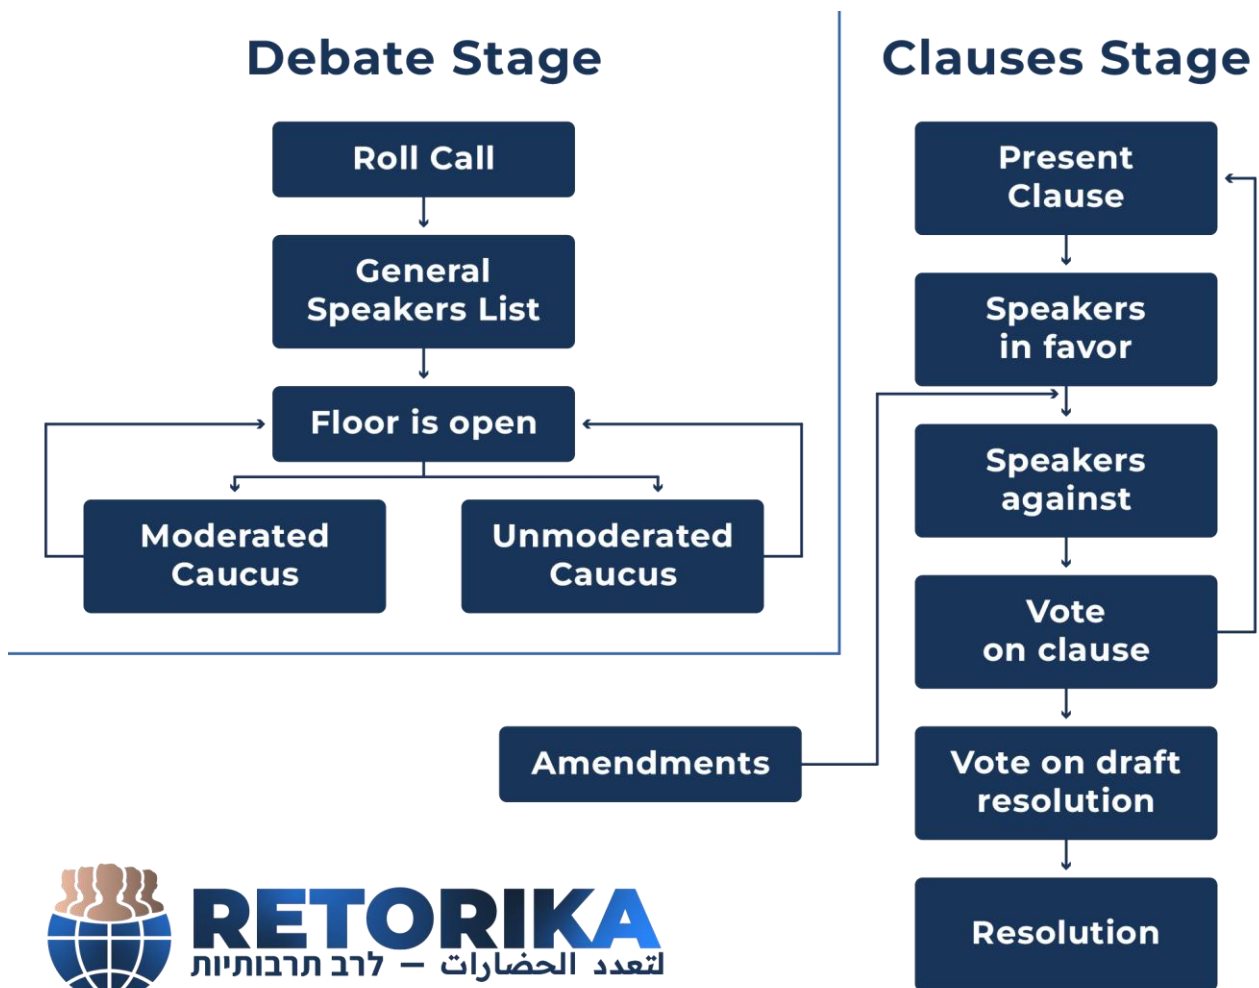 Debate Stage
Roll Call
General
Speakers List
Floor is open
Moderated
Caucus
Unmoderated
Caucus
Clauses Stage
Present
Clause
Speakers
in favor
Speakers
against
Vote
on clause
Amendments
Vote on draft
resolution
Resolution
RETORIKA
לרב תרבותיות – لتعدد الحضارات